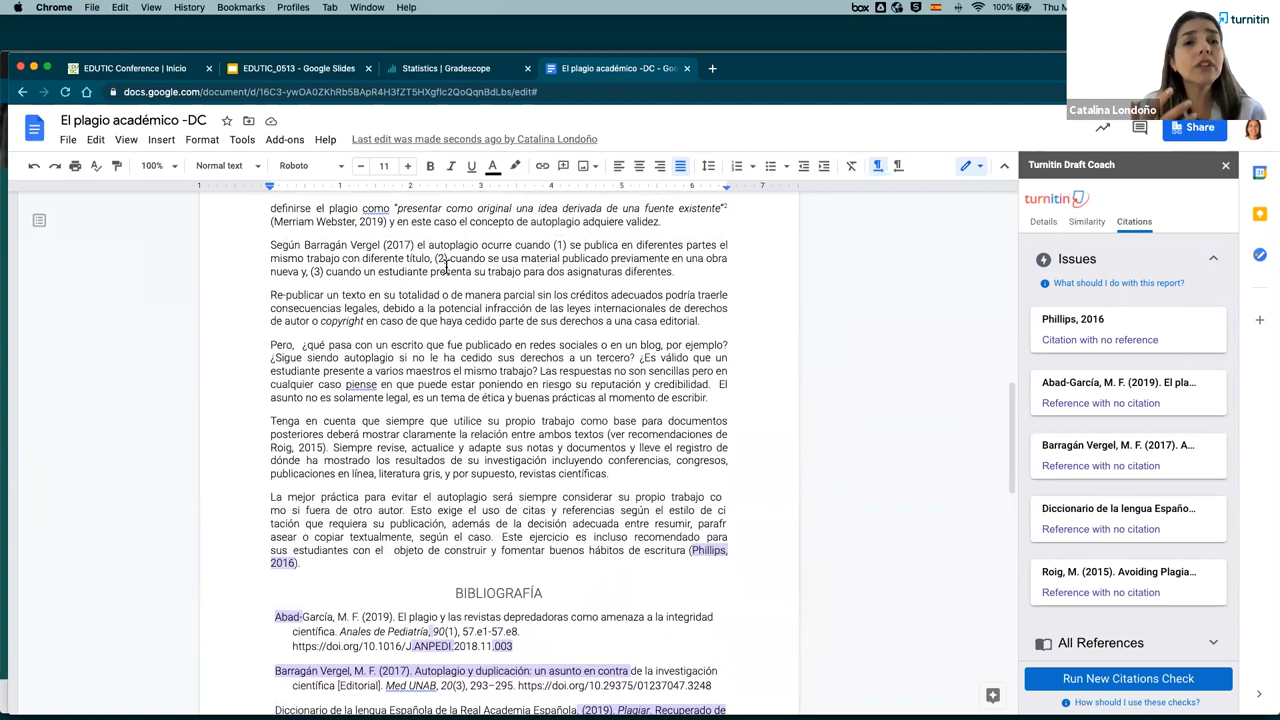 Chrome File Edit View History Bookmarks Profiles Tab Window Help
box 100% Thu M
turnitin
EDUTIC Conference | Inicio
EDUTIC_0513 - Google Slides
Statistics | Gradescope
El plagio académico -DC - Goo
docs.google.com/document/d/16C3-ywOA0ZKhRb5BApR4H3fZT5HXgflc2QoQqnBdLbs/edit#
Catalina Londoño
El plagio académico -DC
File Edit View Insert Format Tools Add-ons Help
Last edit was made seconds ago by Catalina Londoño
Share
100% Normal text Roboto 11
Turnitin Draft Coach
1 1 2 3 4 5 6 7
turnitin
Details Similarity Citations
definirse el plagio como "presentar como original una idea derivada de una fuente existente"2
(Merriam Webster, 2019) y en este caso el concepto de autoplagio adquiere validez.
Según Barragán Vergel (2017) el autoplagio ocurre cuando (1) se publica en diferentes partes el
mismo trabajo con diferente título, (2) cuando se usa material publicado previamente en una obra
nueva y, (3) cuando un estudiante presenta su trabajo para dos asignaturas diferentes.
Re-publicar un texto en su totalidad o de manera parcial sin los créditos adecuados podría traerle
consecuencias legales, debido a la potencial infracción de las leyes internacionales de derechos
de autor o copyright en caso de que haya cedido parte de sus derechos a una casa editorial.
Pero, ¿qué pasa con un escrito que fue publicado en redes sociales o en un blog, por ejemplo?
¿Sigue siendo autoplagio si no le ha cedido sus derechos a un tercero? ¿Es válido que un
estudiante presente a varios maestros el mismo trabajo? Las respuestas no son sencillas pero en
cualquier caso piense en que puede estar poniendo en riesgo su reputación y credibilidad. El
asunto no es solamente legal, es un tema de ética y buenas prácticas al momento de escribir.
Tenga en cuenta que siempre que utilice su propio trabajo como base para documentos
posteriores deberá mostrar claramente la relación entre ambos textos (ver recomendaciones de
Roig, 2015). Siempre revise, actualice y adapte sus notas y documentos y lleve el registro de
dónde ha mostrado los resultados de su investigación incluyendo conferencias, congresos,
publicaciones en línea, literatura gris, y por supuesto, revistas científicas.
La mejor práctica para evitar el autoplagio será siempre considerar su propio trabajo co
mo si fuera de otro autor. Esto exige el uso de citas y referencias según el estilo de ci
tación que requiera su publicación, además de la decisión adecuada entre resumir, parafr
asear o copiar textualmente, según el caso. Este ejercicio es incluso recomendado para
sus estudiantes con el objeto de construir y fomentar buenos hábitos de escritura (Phillips,
2016).
BIBLIOGRAFÍA
Abad-García, M. F. (2019). El plagio y las revistas depredadoras como amenaza a la integridad
científica. Anales de Pediatría, 90(1), 57.e1-57.e8.
https://doi.org/10.1016/J.ANPEDI.2018.11.003
Barragán Vergel, M. F. (2017). Autoplagio y duplicación: un asunto en contra de la investigación
científica [Editorial]. Med UNAB, 20(3), 293–295. https://doi.org/10.29375/01237047.3248
Diccionario de la lengua Española de la Real Academia Española. (2019). Plagiar. Recuperado de
Issues
What should I do with this report?
Phillips, 2016
Citation with no reference
Abad-García, M. F. (2019). El pla...
Reference with no citation
Barragán Vergel, M. F. (2017). A...
Reference with no citation
Diccionario de la lengua Españo...
Reference with no citation
Roig, M. (2015). Avoiding Plagia...
Reference with no citation
All References
Run New Citations Check
How should I use these checks?